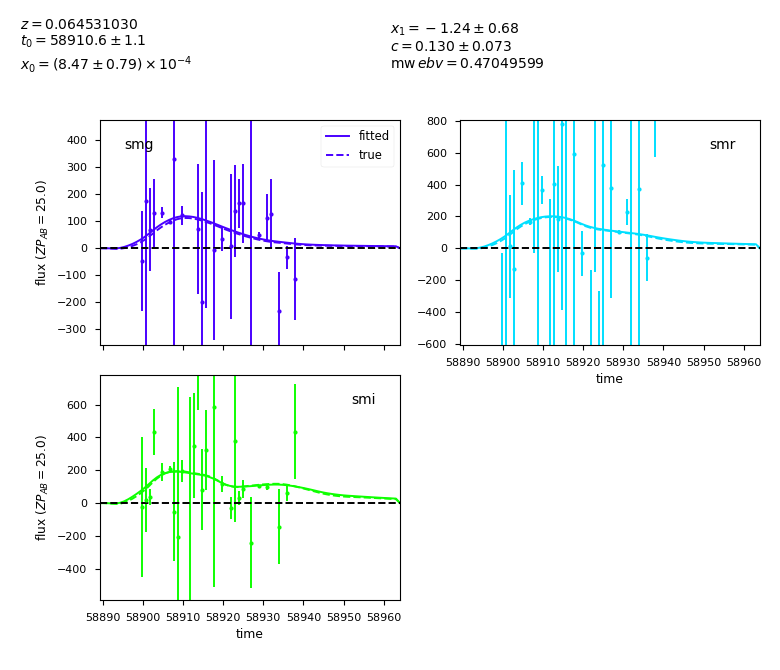 z = 0.064531030
t₀ = 58910.6 ± 1.1
x₀ = (8.47 ± 0.79) × 10⁻⁴
x₁ = −1.24 ± 0.68
c = 0.130 ± 0.073
mw ebv = 0.47049599
smg
fitted
true
400
300
200
100
0
−100
−200
−300
flux (ZP_AB = 25.0)
smr
800
600
400
200
0
−200
−400
−600
58890 58900 58910 58920 58930 58940 58950 58960
time
smi
600
400
200
0
−200
−400
flux (ZP_AB = 25.0)
58890 58900 58910 58920 58930 58940 58950 58960
time